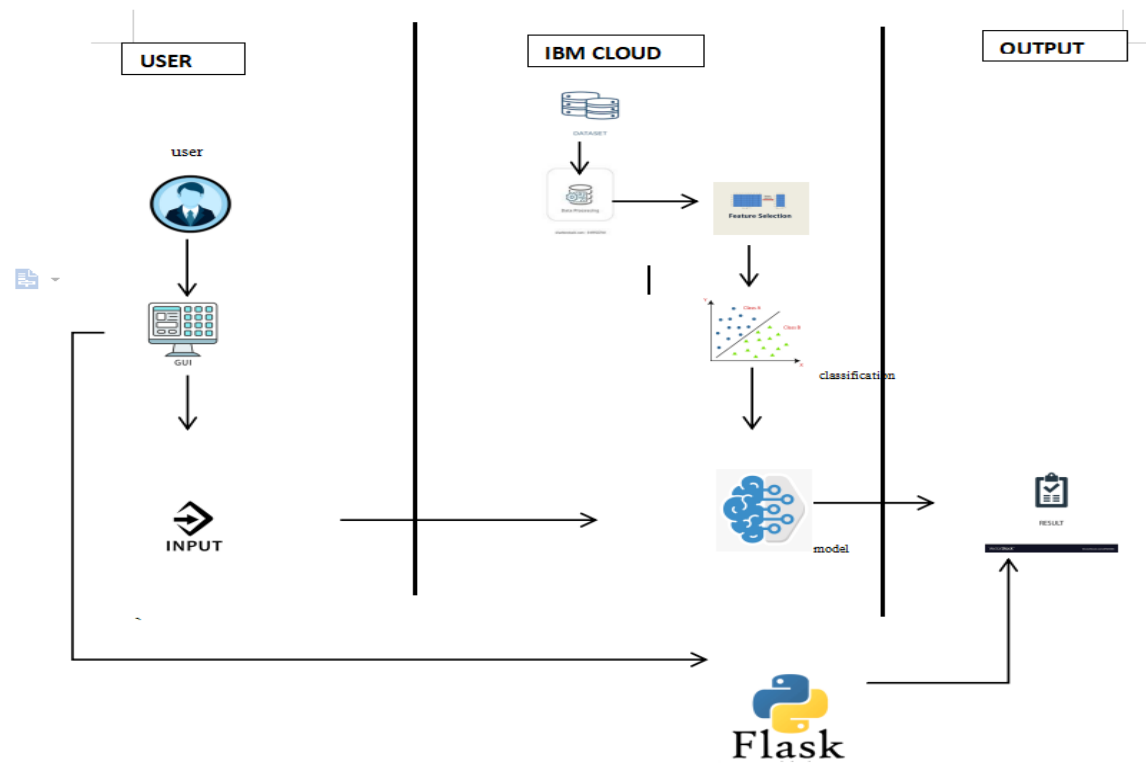 USER
IBM CLOUD
OUTPUT
DATASET
user
Feature Selection
GUI
Y
Class A
Class B
X
classification
INPUT
model
RESULT
Flask